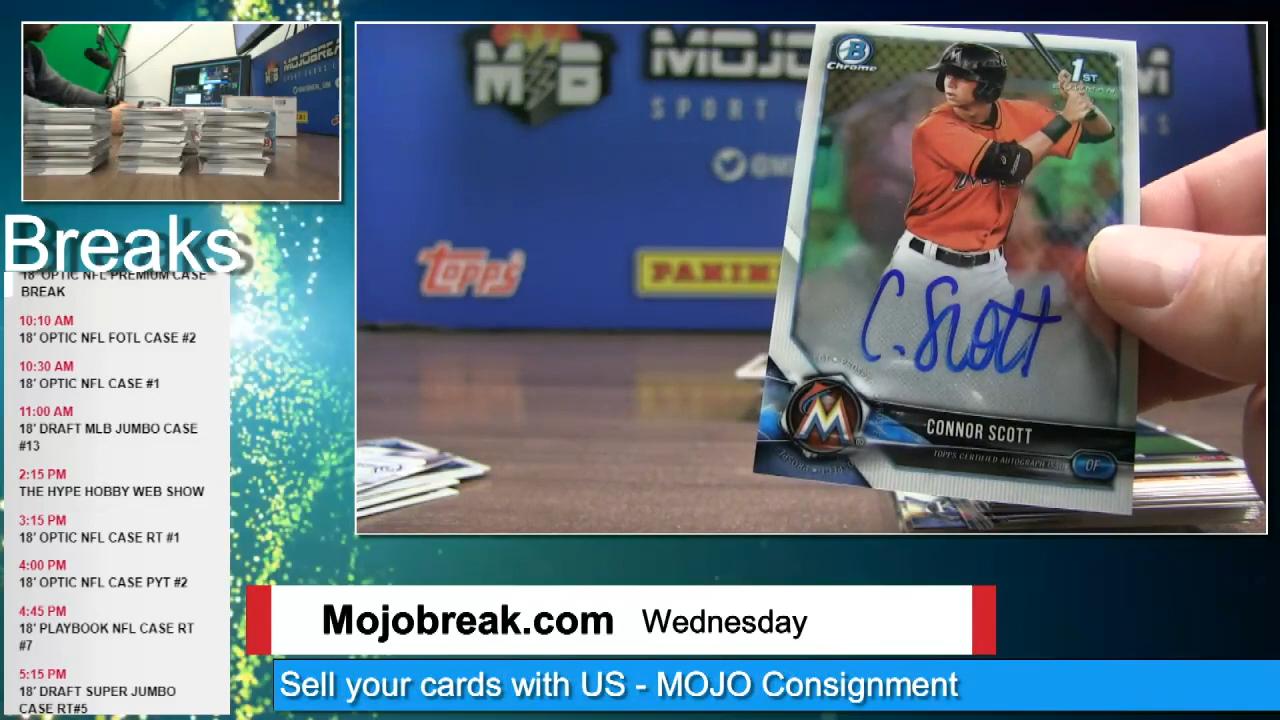 MOJOBREAK
MB
MOJO
SPORT
M
S
topps
PANINI
B
Chrome
1ST
C. Scott
M
CONNOR SCOTT
TOPPS CERTIFIED AUTOGRAPH ISSUE
OF
Breaks
18' OPTIC NFL PREMIUM CASE
BREAK
10:10 AM
18' OPTIC NFL FOTL CASE #2
10:30 AM
18' OPTIC NFL CASE #1
11:00 AM
18' DRAFT MLB JUMBO CASE
#13
2:15 PM
THE HYPE HOBBY WEB SHOW
3:15 PM
18' OPTIC NFL CASE RT #1
4:00 PM
18' OPTIC NFL CASE PYT #2
4:45 PM
18' PLAYBOOK NFL CASE RT
#7
5:15 PM
18' DRAFT SUPER JUMBO
CASE RT#5
Mojobreak.com Wednesday
Sell your cards with US - MOJO Consignment